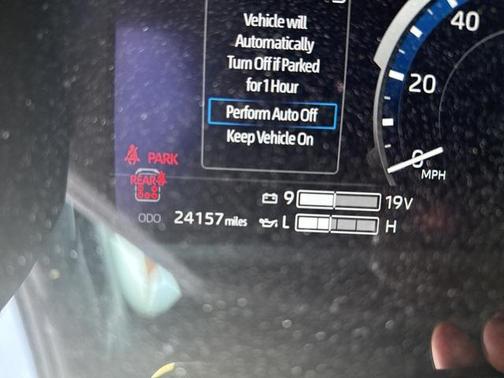 Vehicle will
Automatically
Turn Off if Parked
for 1 Hour
Perform Auto Off
Keep Vehicle On
40
20
0
MPH
PARK
REAR
9 19V
ODO 24157 miles
L H